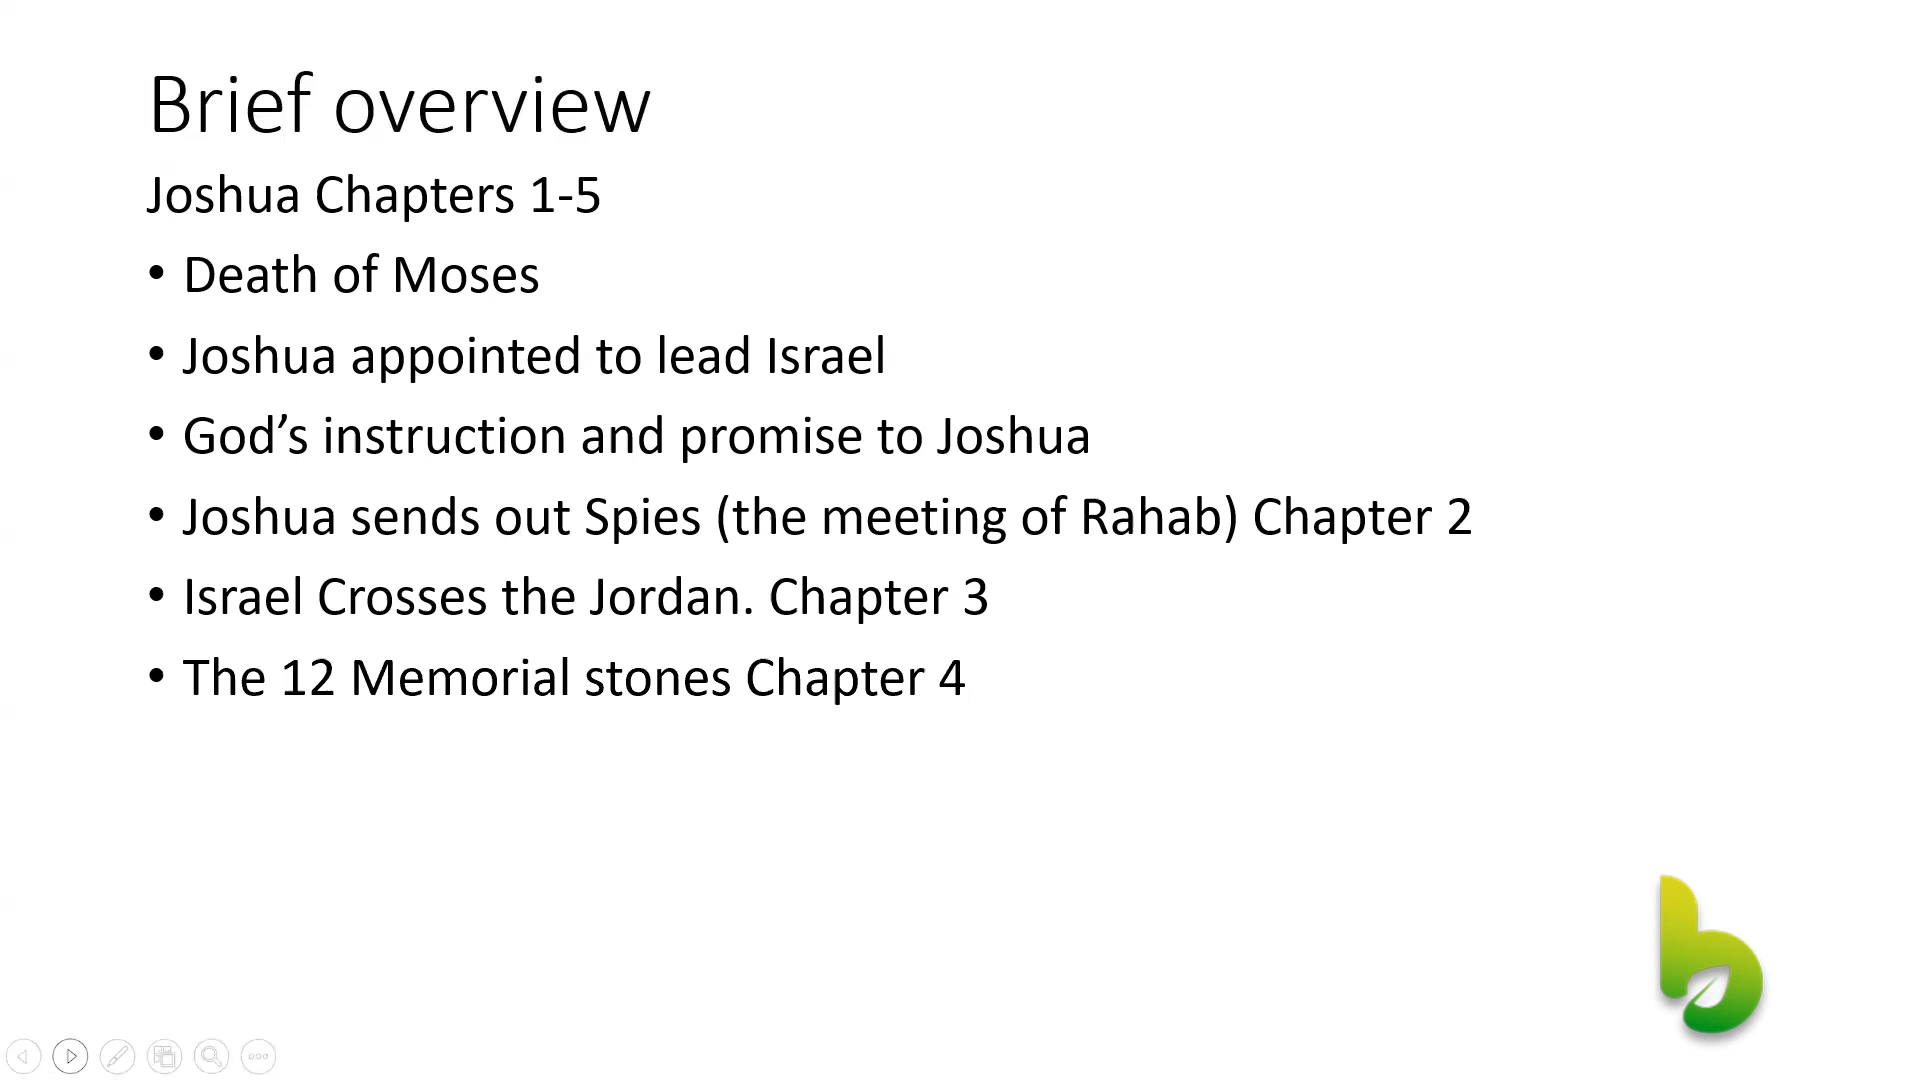 Brief overview
Joshua Chapters 1-5
• Death of Moses
• Joshua appointed to lead Israel
• God’s instruction and promise to Joshua
• Joshua sends out Spies (the meeting of Rahab) Chapter 2
• Israel Crosses the Jordan. Chapter 3
• The 12 Memorial stones Chapter 4
b